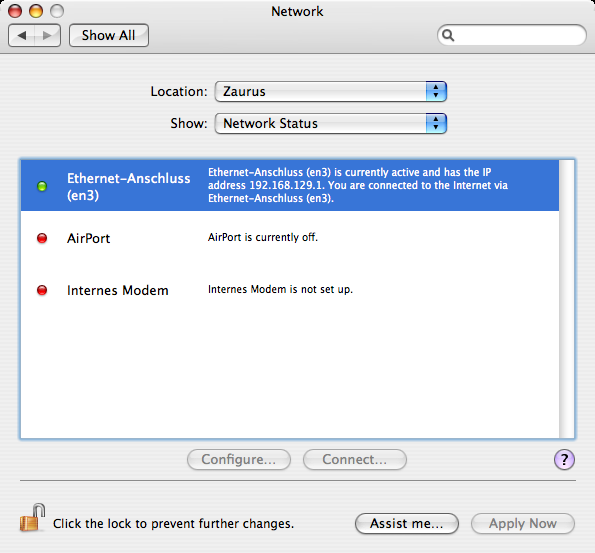 Network
Show All
Location: Zaurus
Show: Network Status
Ethernet-Anschluss
(en3)
Ethernet-Anschluss (en3) is currently active and has the IP
address 192.168.129.1. You are connected to the Internet via
Ethernet-Anschluss (en3).
AirPort
AirPort is currently off.
Internes Modem
Internes Modem is not set up.
Configure...
Connect...
?
Click the lock to prevent further changes.
Assist me...
Apply Now